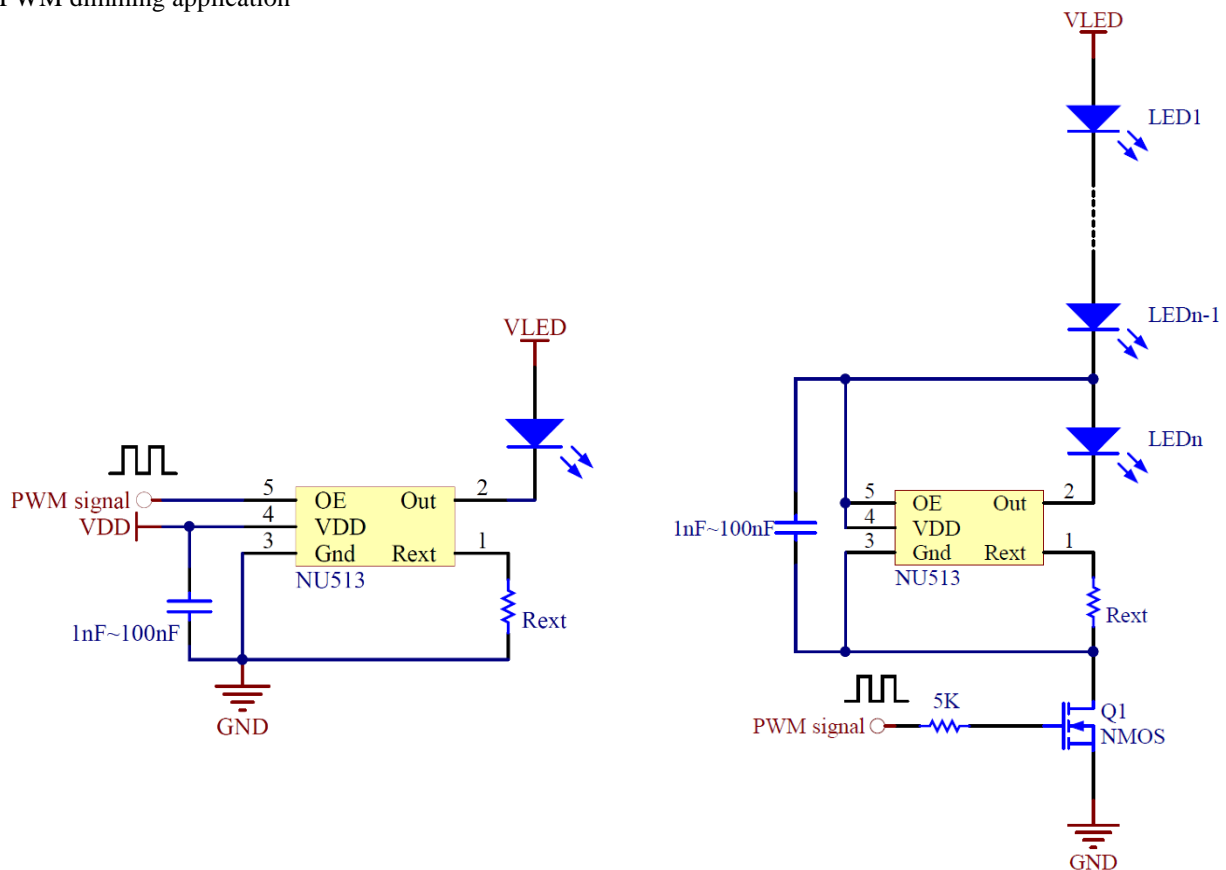 PWM dimming application
VLED
PWM signal
VDD
5 OE Out 2
4 VDD
3 Gnd Rext 1
NU513
1nF~100nF
Rext
GND
VLED
LED1
LEDn-1
LEDn
5 OE Out 2
4 VDD
3 Gnd Rext 1
NU513
1nF~100nF
Rext
PWM signal
5K
Q1
NMOS
GND